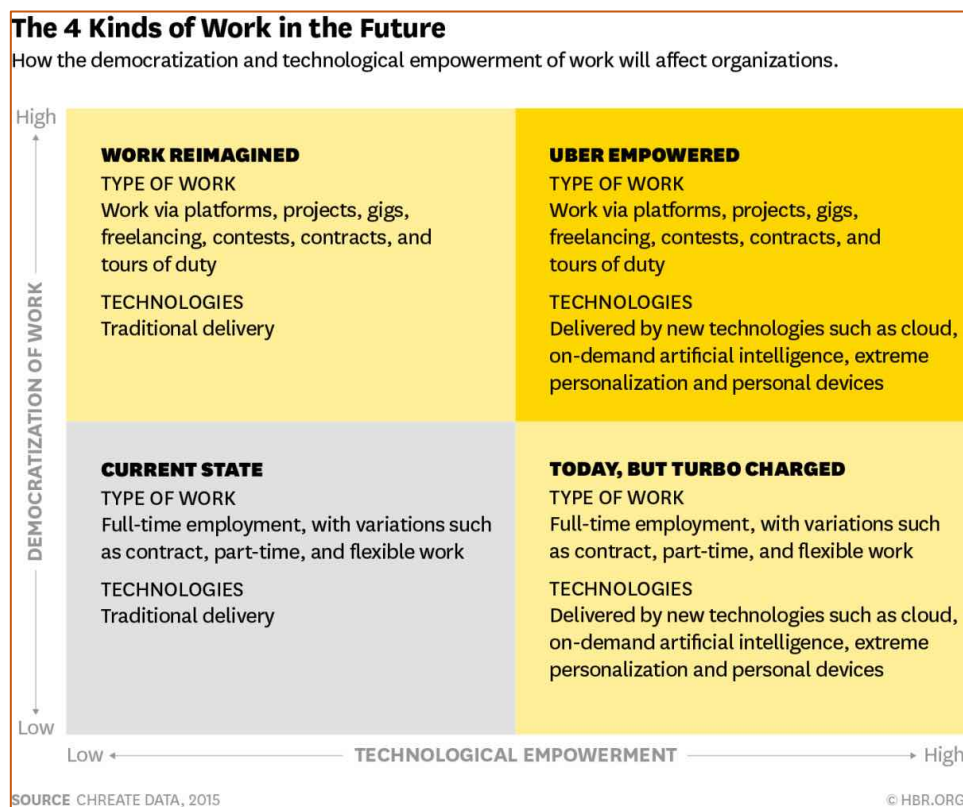 The 4 Kinds of Work in the Future
How the democratization and technological empowerment of work will affect organizations.
High
WORK REIMAGINED
TYPE OF WORK
Work via platforms, projects, gigs,
freelancing, contests, contracts, and
tours of duty
TECHNOLOGIES
Traditional delivery
UBER EMPOWERED
TYPE OF WORK
Work via platforms, projects, gigs,
freelancing, contests, contracts, and
tours of duty
TECHNOLOGIES
Delivered by new technologies such as cloud,
on-demand artificial intelligence, extreme
personalization and personal devices
DEMOCRATIZATION OF WORK
CURRENT STATE
TYPE OF WORK
Full-time employment, with variations such
as contract, part-time, and flexible work
TECHNOLOGIES
Traditional delivery
TODAY, BUT TURBO CHARGED
TYPE OF WORK
Full-time employment, with variations such
as contract, part-time, and flexible work
TECHNOLOGIES
Delivered by new technologies such as cloud,
on-demand artificial intelligence, extreme
personalization and personal devices
Low
Low TECHNOLOGICAL EMPOWERMENT High
SOURCE CHREATE DATA, 2015 © HBR.ORG